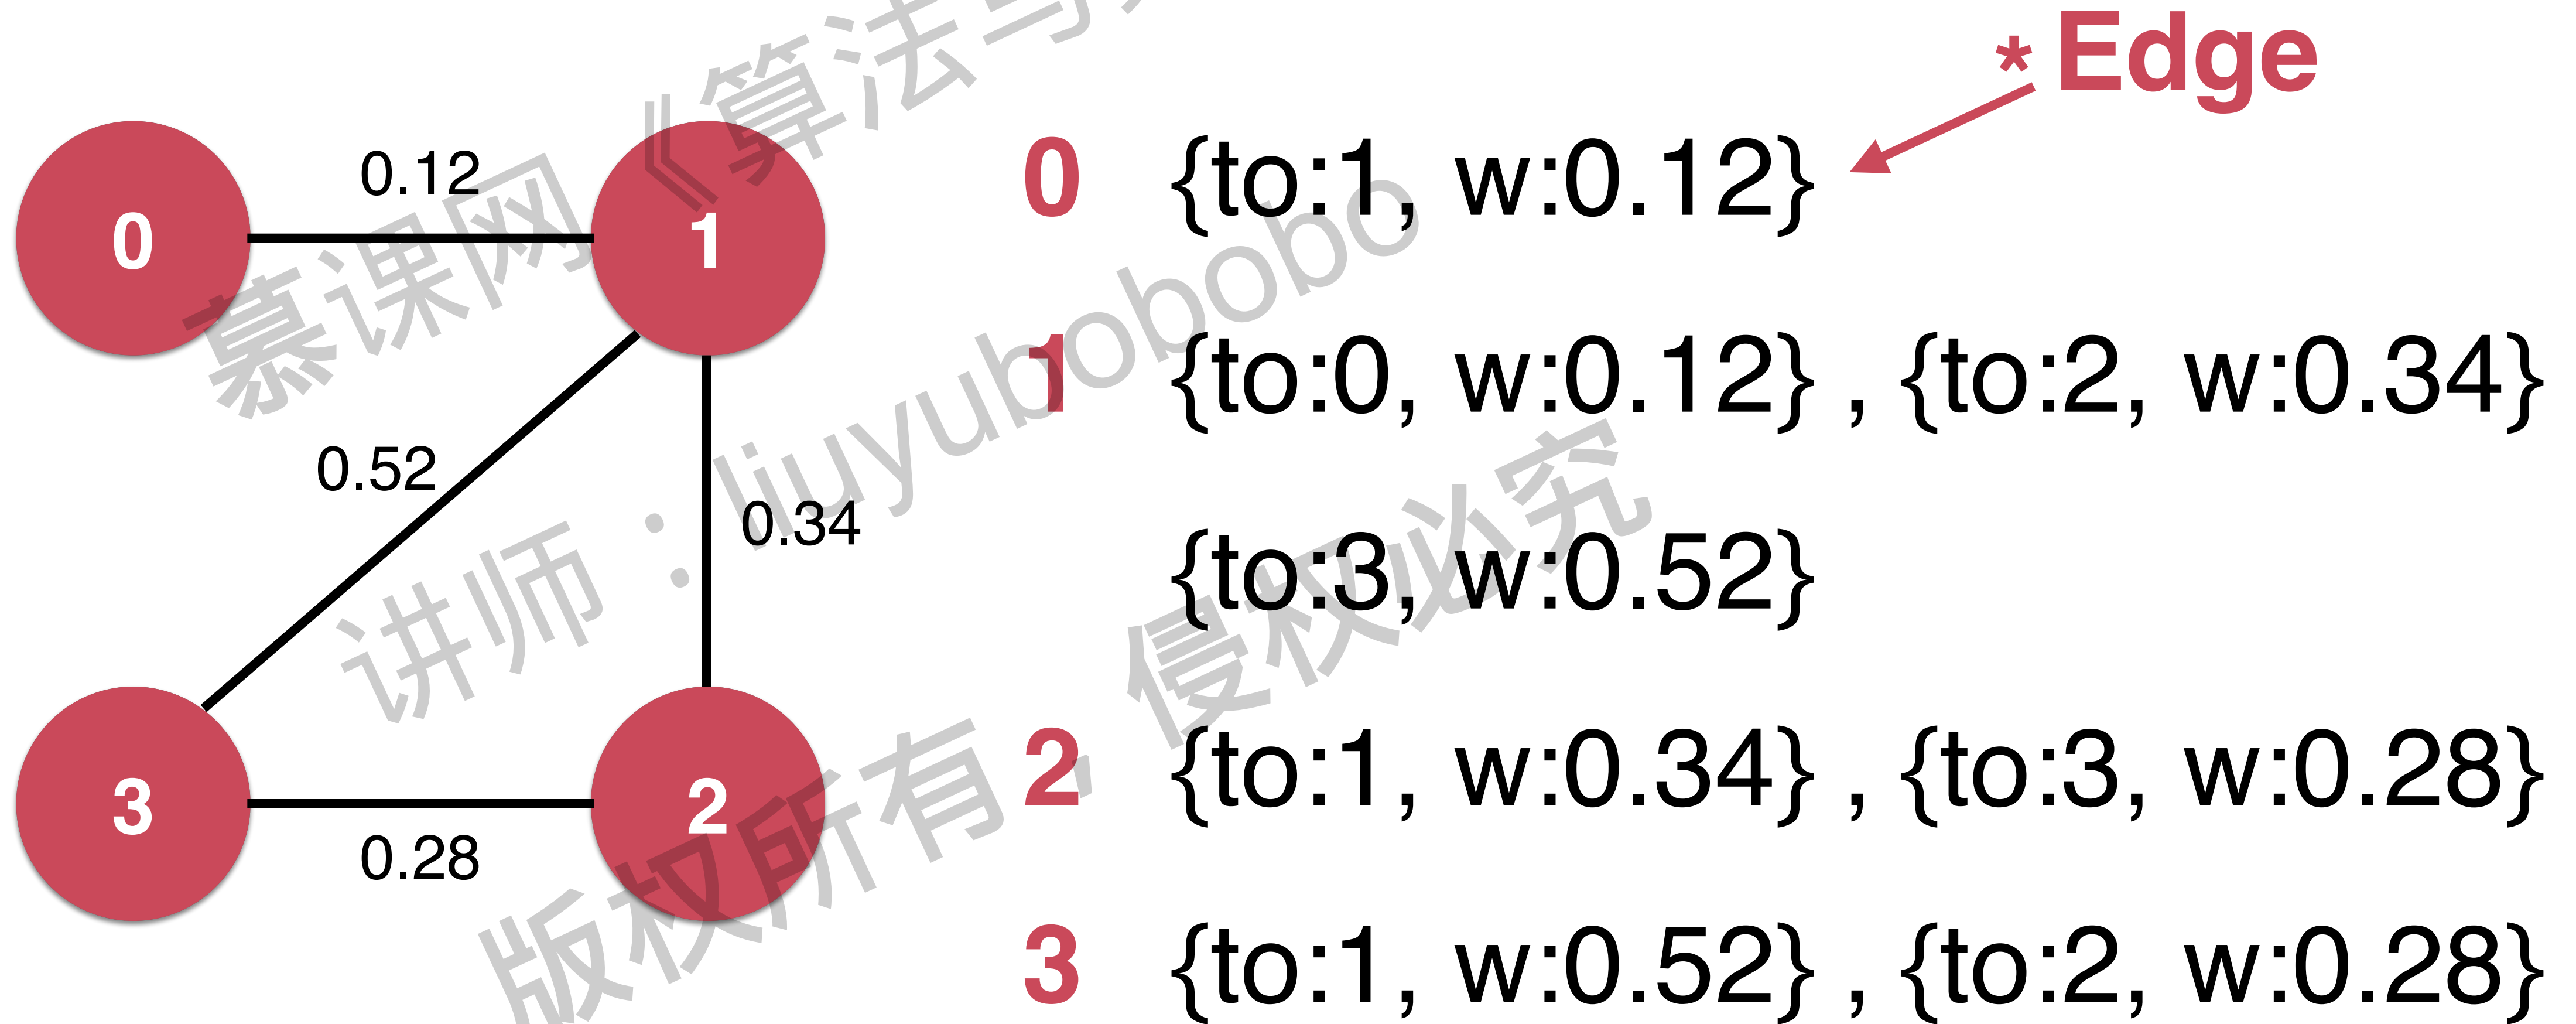 * Edge
0 {to:1, w:0.12}
1 {to:0, w:0.12} , {to:2, w:0.34}
{to:3, w:0.52}
2 {to:1, w:0.34} , {to:3, w:0.28}
3 {to:1, w:0.52} , {to:2, w:0.28}
0
0.12
1
0.52
0.34
3
0.28
2
慕课网《算法与
讲师：liuyubobobo
版权所有，侵权必究